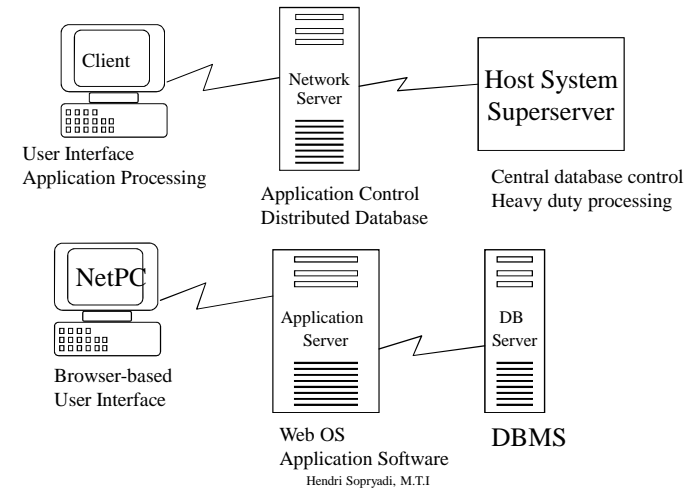 Client
Network
Server
Host System
Superserver
User Interface
Application Processing
Application Control
Distributed Database
Central database control
Heavy duty processing
NetPC
Application
Server
DB
Server
Browser-based
User Interface
Web OS
Application Software
DBMS
Hendri Sopryadi, M.T.I